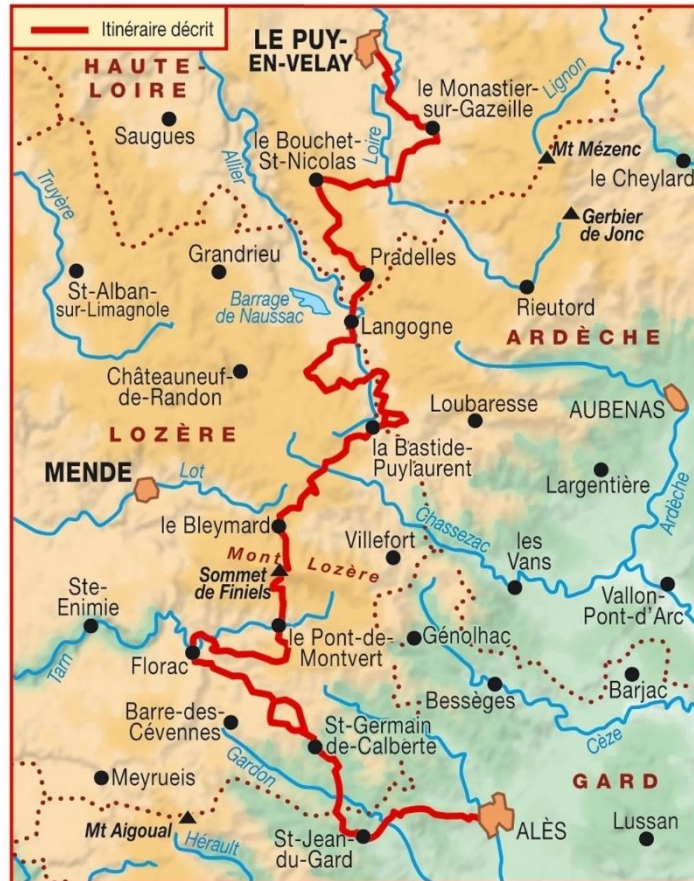 Itinéraire décrit
LE PUY-
EN-VELAY
HAUTE-
LOIRE
le Monastier-
sur-Gazeille
Lignon
Saugues
le Bouchet-
St-Nicolas
Loire
Allier
Mt Mézenc
le Cheylard
Truyère
Gerbier
de Jonc
Grandrieu
Pradelles
St-Alban-
sur-Limagnole
Barrage
de Naussac
Rieutord
Langogne
ARDÈCHE
Châteauneuf-
de-Randon
Loubaresse
AUBENAS
LOZÈRE
la Bastide-
Puylaurent
MENDE
Lot
Largentière
Ardèche
le Bleymard
Chassezac
Villefort
les
Vans
Mont Lozère
Sommet
de Finiels
Vallon-
Pont-d'Arc
Ste-
Enimie
le Pont-de-
Montvert
Génolhac
Tarn
Florac
Bessèges
Barjac
Barre-des-
Cévennes
St-Germain
de-Calberte
Cèze
Gardon
Meyrueis
GARD
Mt Aigoual
Hérault
St-Jean-
du-Gard
ALÈS
Lussan